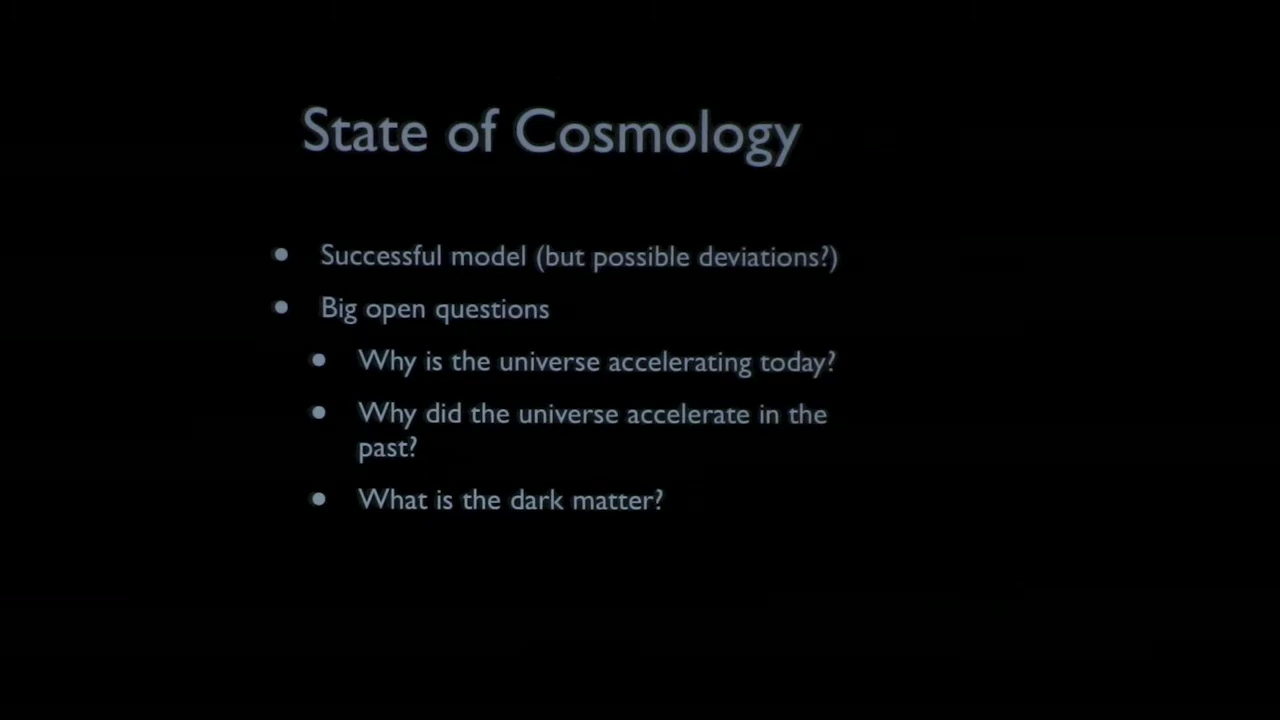 State of Cosmology
• Successful model (but possible deviations?)
• Big open questions
• Why is the universe accelerating today?
• Why did the universe accelerate in the
past?
• What is the dark matter?